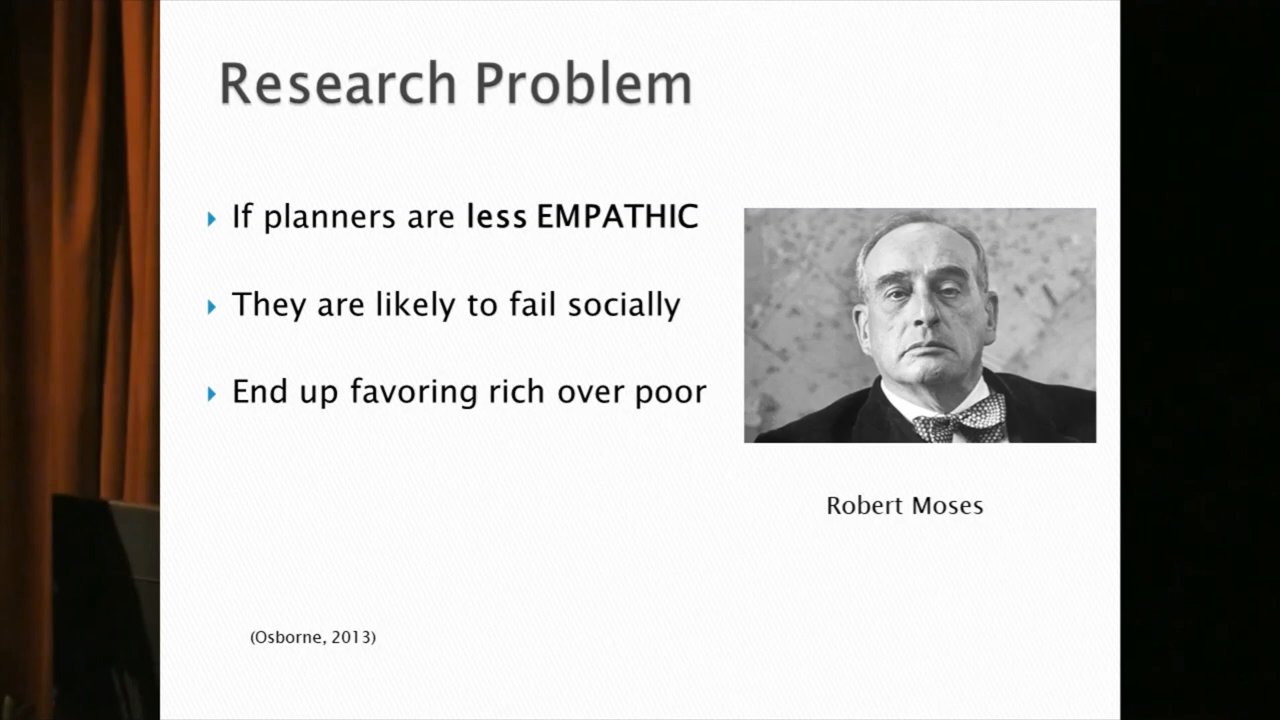 Research Problem
If planners are less EMPATHIC
They are likely to fail socially
End up favoring rich over poor
Robert Moses
(Osborne, 2013)